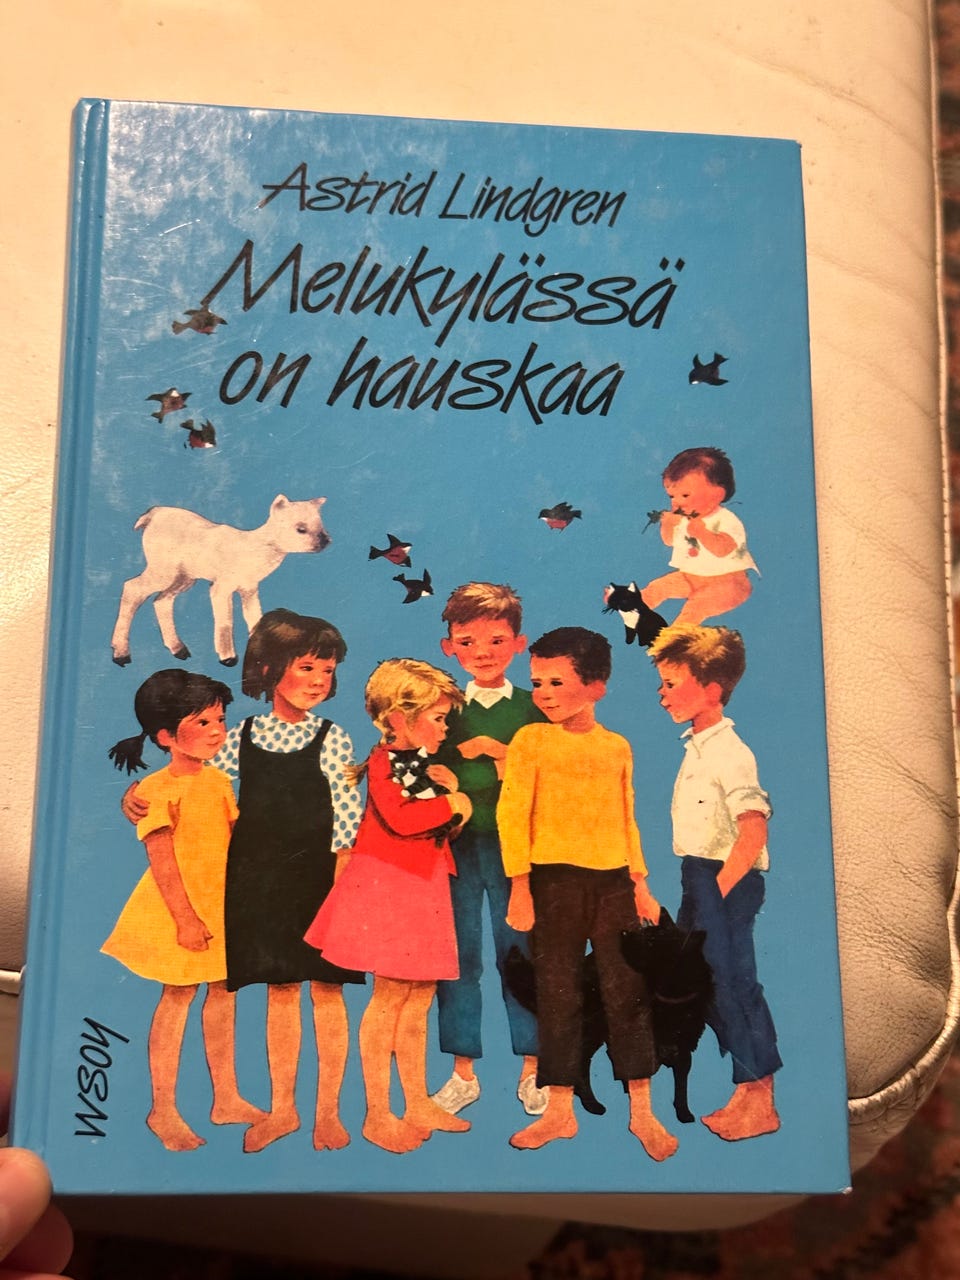 Astrid Lindgren
Melukylässä
on hauskaa
WSOY